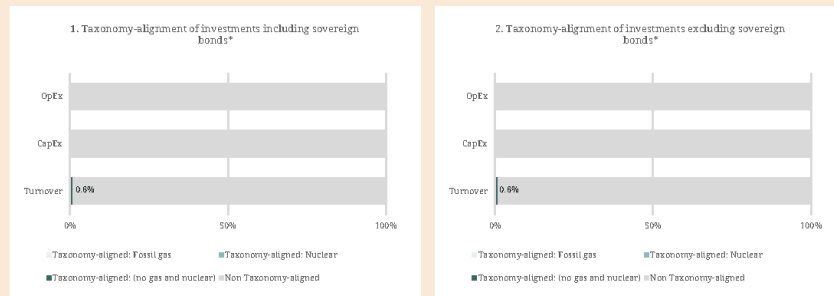 1. Taxonomy-alignment of investments including sovereign
bonds*
OpEx
CapEx
Turnover
0.6%
0%
50%
100%
Taxonomy-aligned: Fossil gas
Taxonomy-aligned: Nuclear
Taxonomy-aligned: (no gas and nuclear)
Non Taxonomy-aligned
2. Taxonomy-alignment of investments excluding sovereign
bonds*
OpEx
CapEx
Turnover
0.6%
0%
50%
100%
Taxonomy-aligned: Fossil gas
Taxonomy-aligned: Nuclear
Taxonomy-aligned: (no gas and nuclear)
Non Taxonomy-aligned